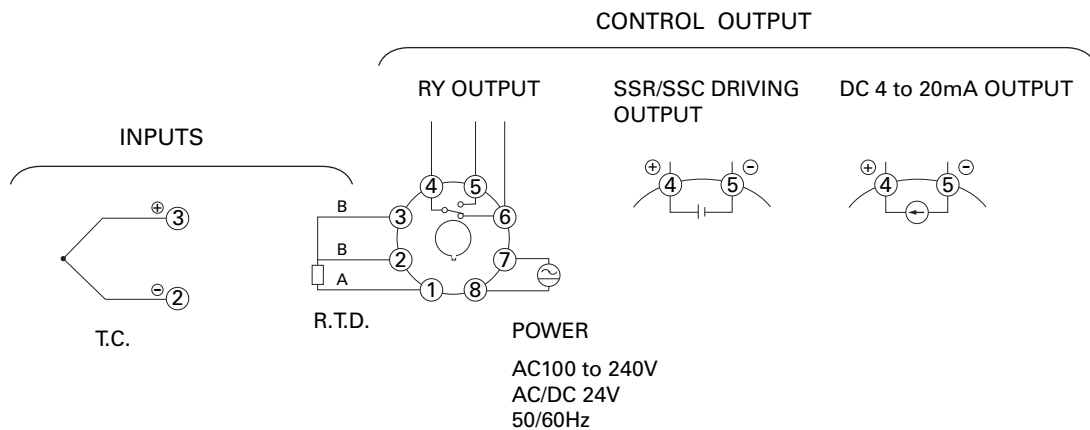 CONTROL OUTPUT
RY OUTPUT
SSR/SSC DRIVING
OUTPUT
DC 4 to 20mA OUTPUT
INPUTS
⊕ 3
⊖ 2
T.C.
B
B
A
R.T.D.
4 5
3 6
2 7
1 8
⊕ 4 5 ⊖
⊕ 4 5 ⊖
POWER
AC100 to 240V
AC/DC 24V
50/60Hz